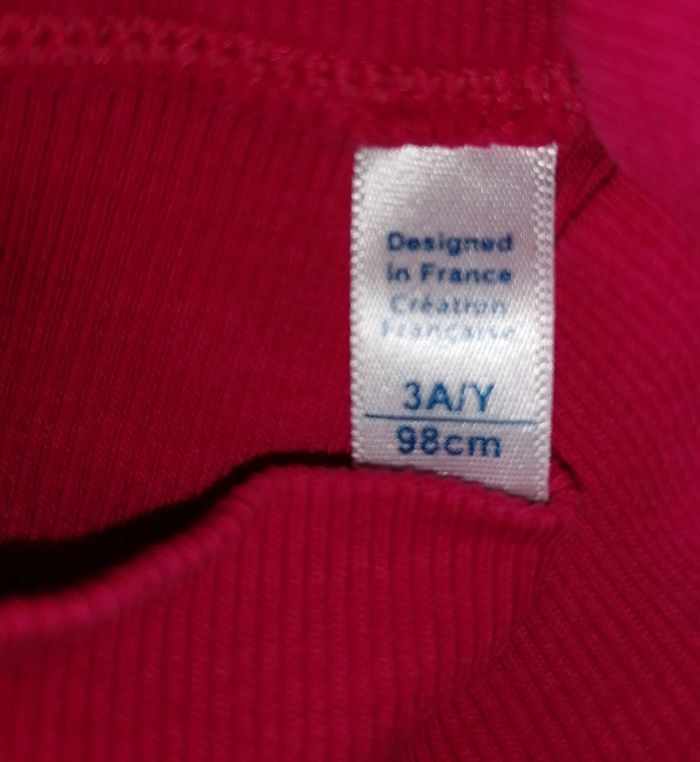 Designed
in France
Création
Française
3A/Y
98cm